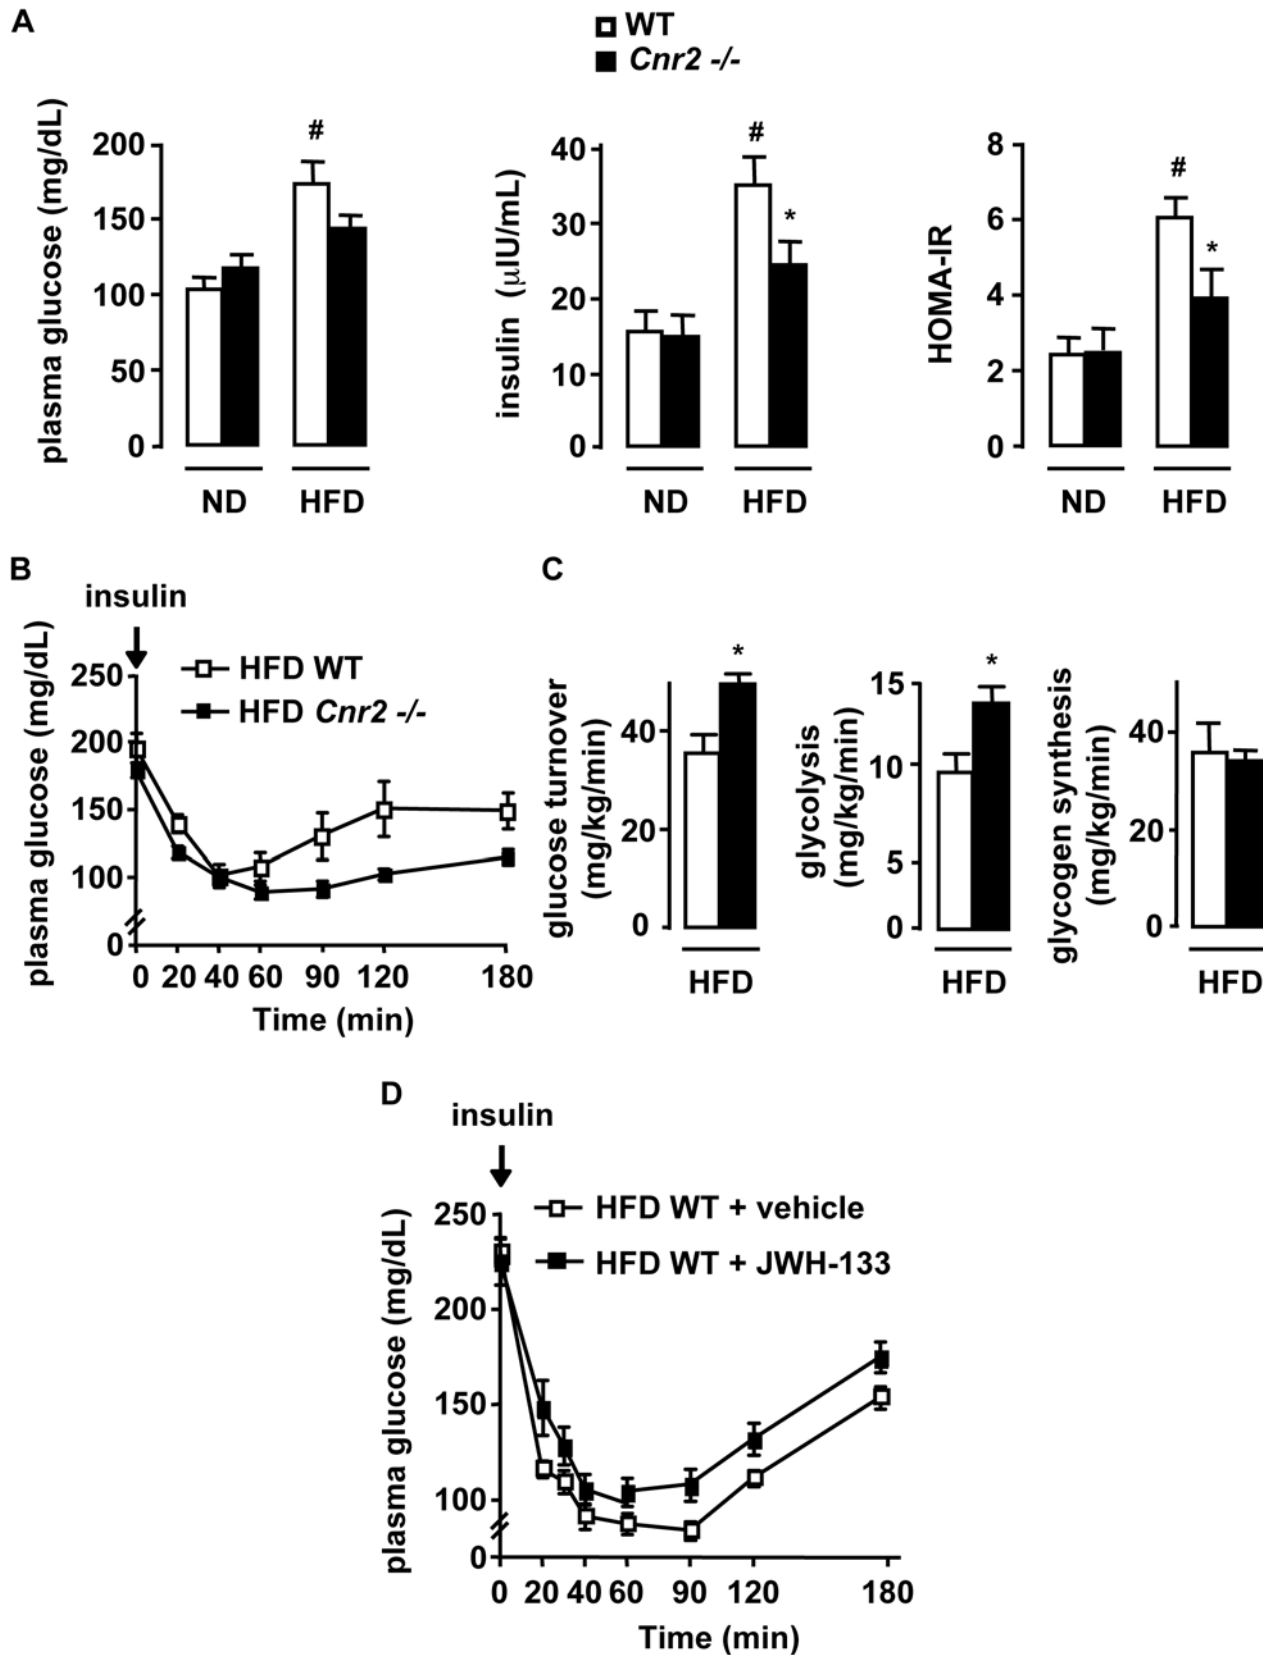 A
WT
Cnr2 -/-
plasma glucose (mg/dL)
200
150
100
50
0
#
ND
HFD
insulin (µIU/mL)
40
30
20
10
0
#
*
ND
HFD
HOMA-IR
8
6
4
2
0
#
*
ND
HFD
B
insulin
plasma glucose (mg/dL)
250
200
150
100
0
HFD WT
HFD Cnr2 -/-
0 20 40 60 90 120 180
Time (min)
C
glucose turnover
(mg/kg/min)
40
20
0
*
HFD
glycolysis
(mg/kg/min)
15
10
5
0
*
HFD
glycogen synthesis
(mg/kg/min)
40
20
0
HFD
D
insulin
plasma glucose (mg/dL)
250
200
150
100
0
HFD WT + vehicle
HFD WT + JWH-133
0 20 40 60 90 120 180
Time (min)